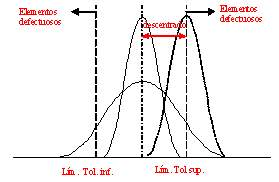 Elementos
defectuosos
Elementos
defectuosos
descentrado
Lím. Tol. inf.
Lím. Tol sup.